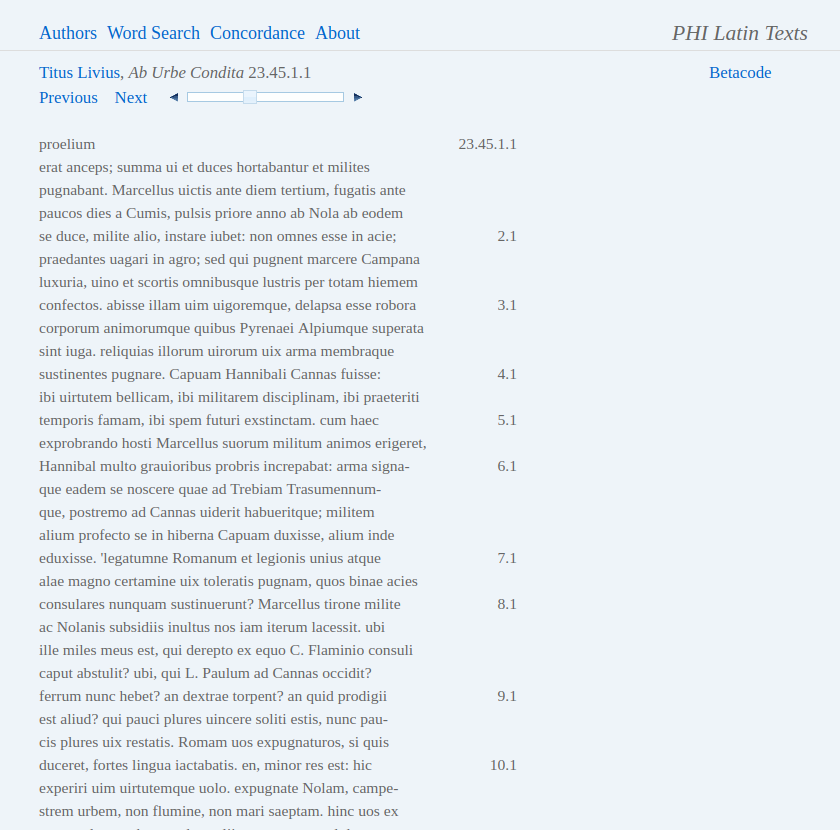 Authors Word Search Concordance About PHI Latin Texts
Titus Livius, Ab Urbe Condita 23.45.1.1 Betacode
Previous Next
proelium 23.45.1.1
erat anceps; summa ui et duces hortabantur et milites
pugnabant. Marcellus uictis ante diem tertium, fugatis ante
paucos dies a Cumis, pulsis priore anno ab Nola ab eodem
se duce, milite alio, instare iubet: non omnes esse in acie; 2.1
praedantes uagari in agro; sed qui pugnent marcere Campana
luxuria, uino et scortis omnibusque lustris per totam hiemem
confectos. abisse illam uim uigoremque, delapsa esse robora 3.1
corporum animorumque quibus Pyrenaei Alpiumque superata
sint iuga. reliquias illorum uirorum uix arma membraque
sustinentes pugnare. Capuam Hannibali Cannas fuisse: 4.1
ibi uirtutem bellicam, ibi militarem disciplinam, ibi praeteriti
temporis famam, ibi spem futuri exstinctam. cum haec 5.1
exprobrando hosti Marcellus suorum militum animos erigeret,
Hannibal multo grauioribus probris increpabat: arma signa- 6.1
que eadem se noscere quae ad Trebiam Trasumennum-
que, postremo ad Cannas uiderit habueritque; militem
alium profecto se in hiberna Capuam duxisse, alium inde
eduxisse. 'legatumne Romanum et legionis unius atque 7.1
alae magno certamine uix toleratis pugnam, quos binae acies
consulares nunquam sustinuerunt? Marcellus tirone milite 8.1
ac Nolanis subsidiis inultus nos iam iterum lacessit. ubi
ille miles meus est, qui derepto ex equo C. Flaminio consuli
caput abstulit? ubi, qui L. Paulum ad Cannas occidit?
ferrum nunc hebet? an dextrae torpent? an quid prodigii 9.1
est aliud? qui pauci plures uincere soliti estis, nunc pau-
cis plures uix restatis. Romam uos expugnaturos, si quis
duceret, fortes lingua iactabatis. en, minor res est: hic 10.1
experiri uim uirtutemque uolo. expugnate Nolam, campe-
strem urbem, non flumine, non mari saeptam. hinc uos ex